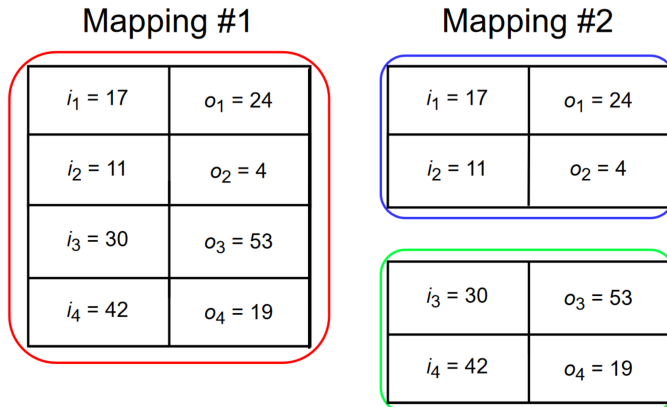 Mapping #1
i₁ = 17 o₁ = 24
i₂ = 11 o₂ = 4
i₃ = 30 o₃ = 53
i₄ = 42 o₄ = 19
Mapping #2
i₁ = 17 o₁ = 24
i₂ = 11 o₂ = 4
i₃ = 30 o₃ = 53
i₄ = 42 o₄ = 19